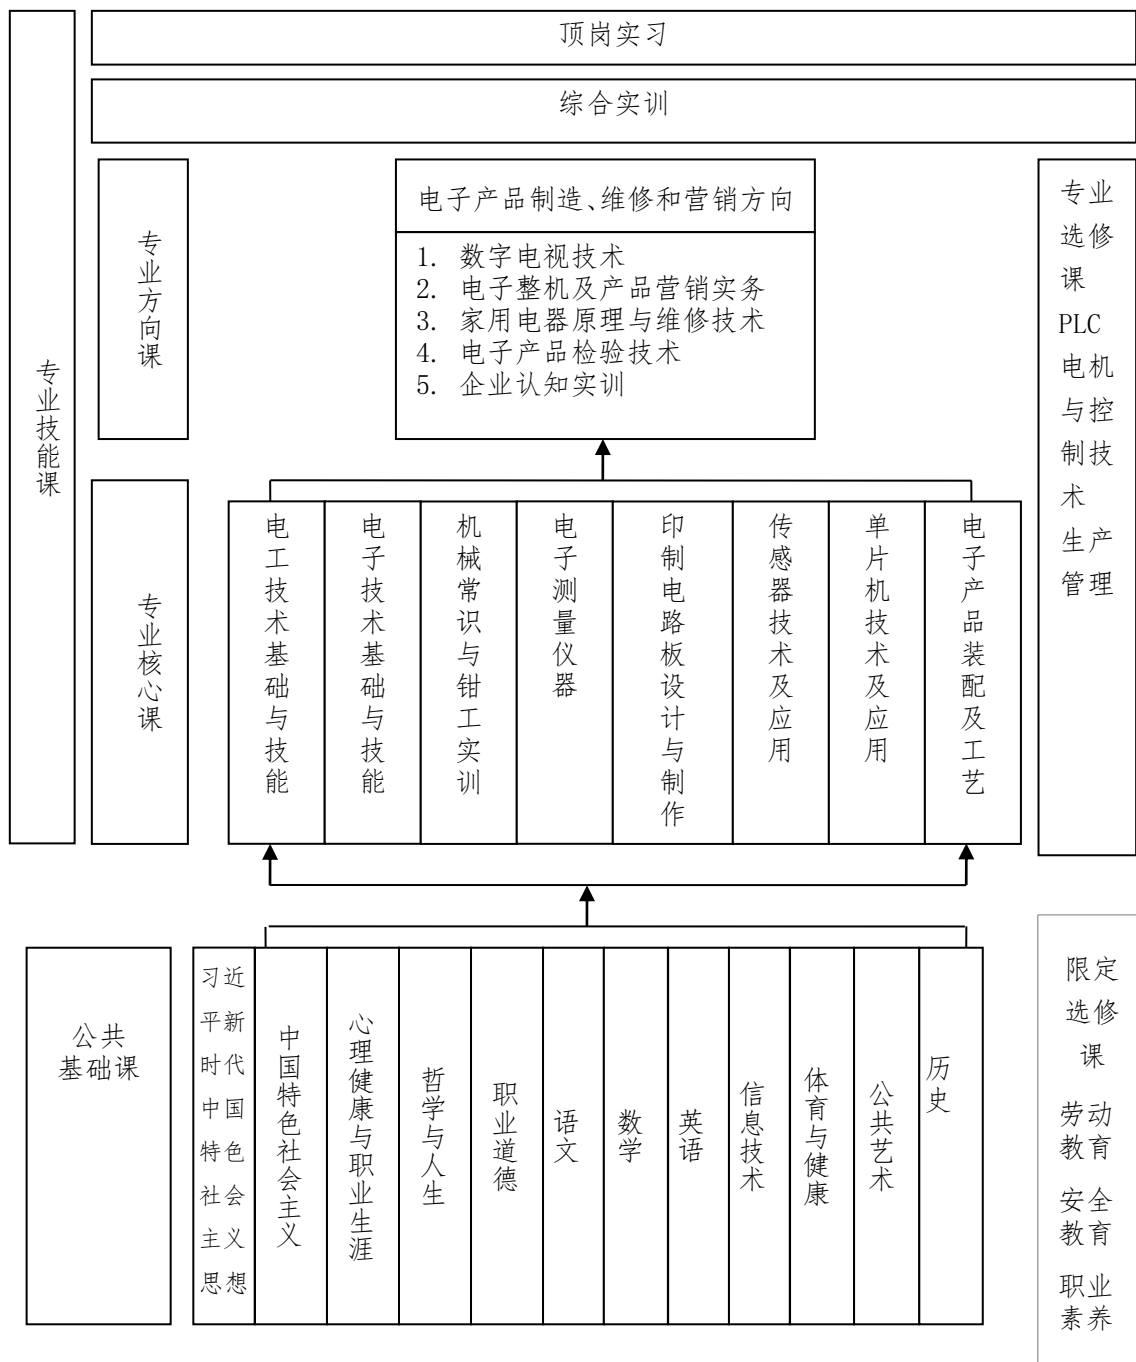 顶岗实习
综合实训
专业技能课
专业方向课
电子产品制造、维修和营销方向
1. 数字电视技术
2. 电子整机及产品营销实务
3. 家用电器原理与维修技术
4. 电子产品检验技术
5. 企业认知实训
专业
选修
课
PLC
电机
与控
制技
术
生产
管理
专业核心课
电工技术基础与技能
电子技术基础与技能
机械常识与钳工实训
电子测量仪器
印制电路板设计与制作
传感器技术及应用
单片机技术及应用
电子产品装配及工艺
公共
基础课
习近
平新
时代
中国
特色
社会
主义
思想
中国特色社会主义
心理健康与职业生涯
哲学与人生
职业道德
语文
数学
英语
信息技术
体育与健康
公共艺术
历史
限定
选修
课
劳动
教育
安全
教育
职业
素养